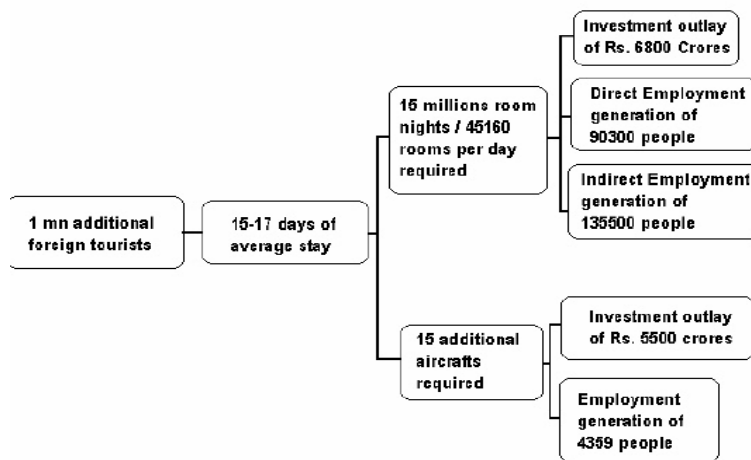 1 mn additional
foreign tourists
15-17 days of
average stay
15 millions room
nights / 45160
rooms per day
required
Investment outlay
of Rs. 6800 Crores
Direct Employment
generation of
90300 people
Indirect Employment
generation of
135500 people
15 additional
aircrafts
required
Investment outlay
of Rs. 5500 crores
Employment
generation of
4359 people